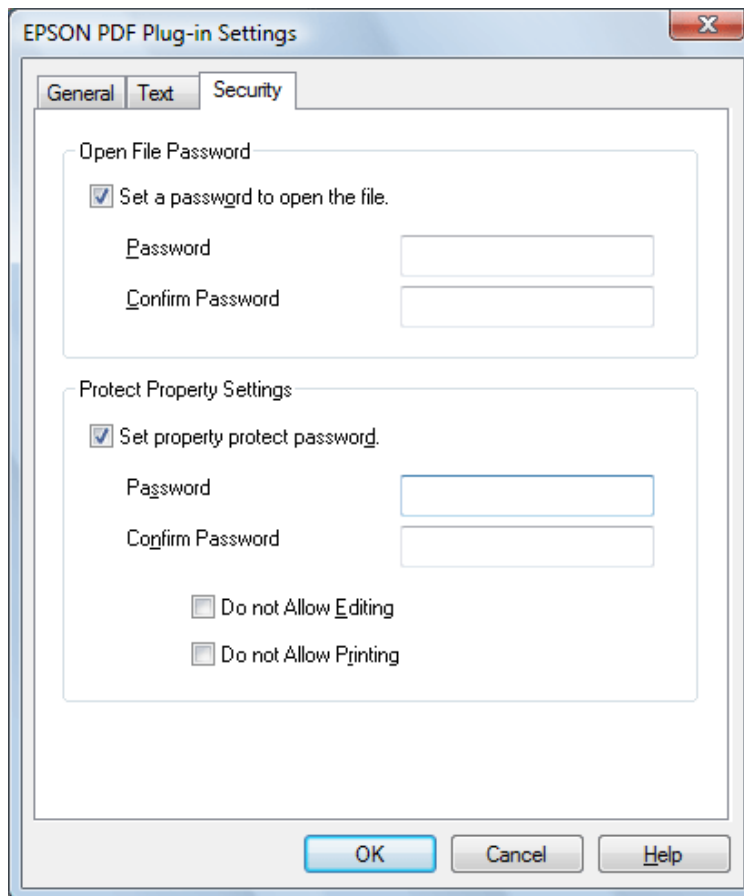 EPSON PDF Plug-in Settings
General Text Security
Open File Password
Set a password to open the file.
Password
Confirm Password
Protect Property Settings
Set property protect password.
Password
Confirm Password
Do not Allow Editing
Do not Allow Printing
OK Cancel Help